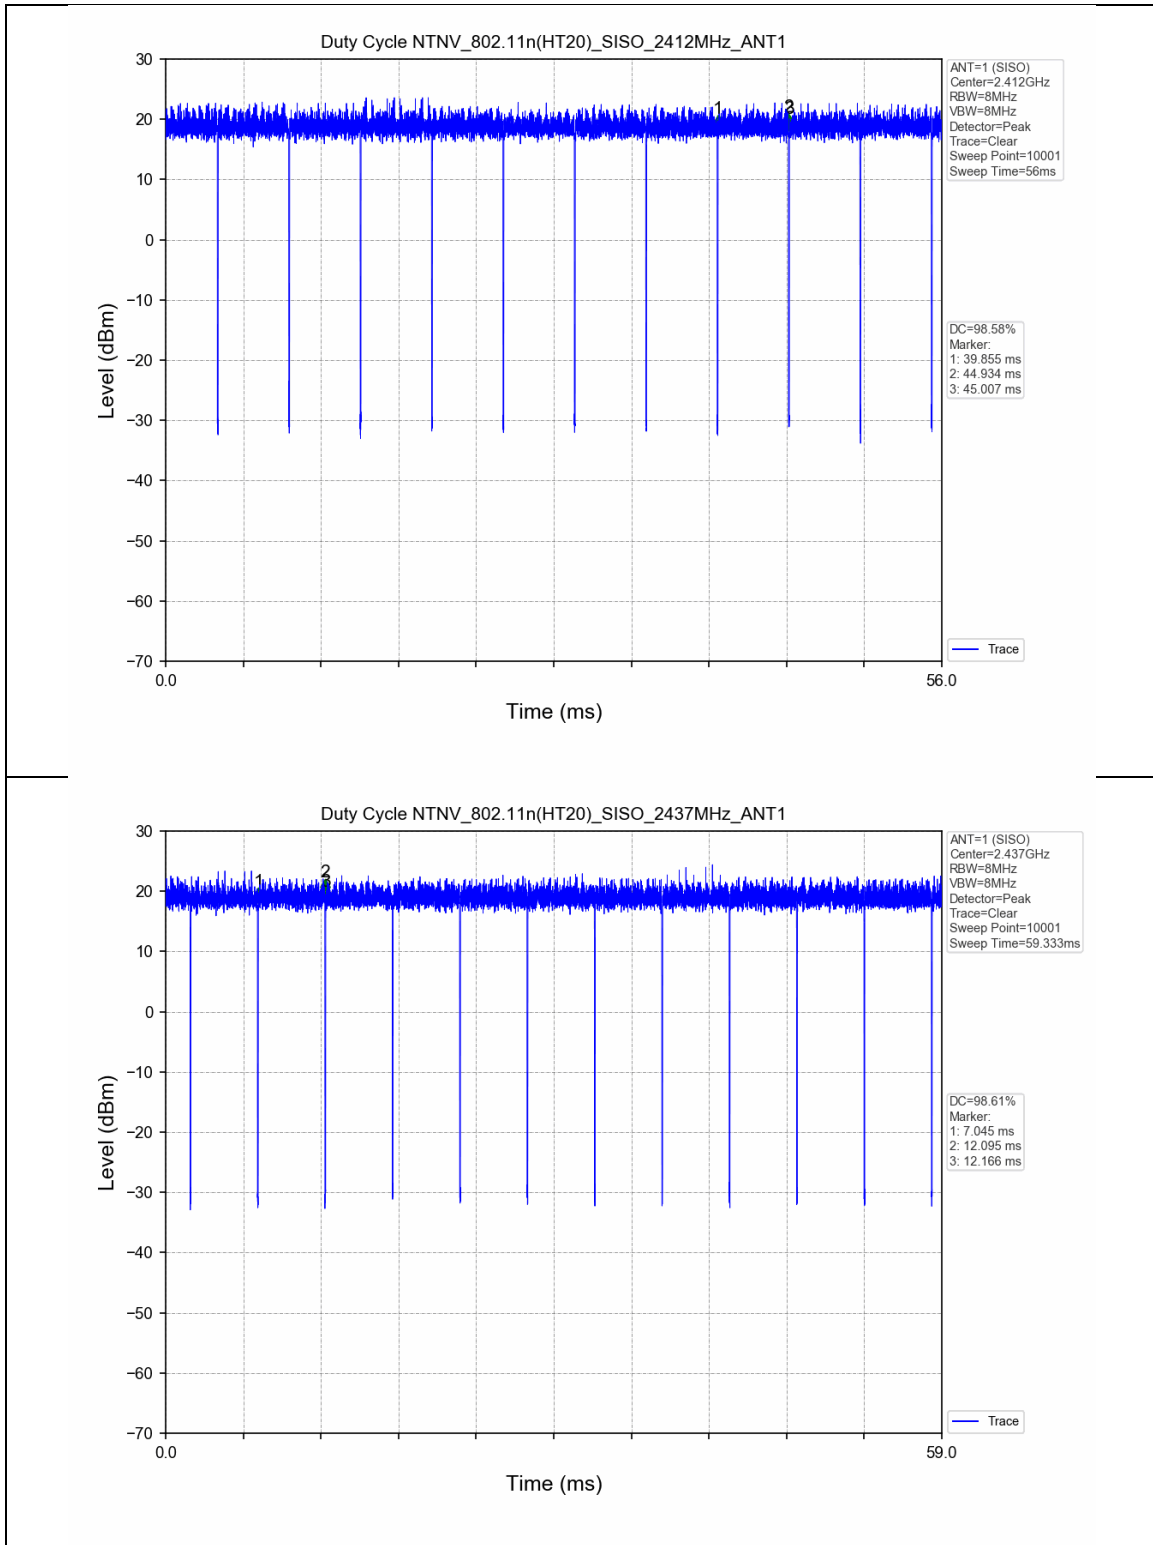 Duty Cycle NTNV_802.11n(HT20)_SISO_2412MHz_ANT1
30
20
10
0
−10
−20
−30
−40
−50
−60
−70
Level (dBm)
1
2
3
0.0
56.0
Time (ms)
ANT=1 (SISO)
Center=2.412GHz
RBW=8MHz
VBW=8MHz
Detector=Peak
Trace=Clear
Sweep Point=10001
Sweep Time=56ms
DC=98.58%
Marker:
1: 39.855 ms
2: 44.934 ms
3: 45.007 ms
Trace
Duty Cycle NTNV_802.11n(HT20)_SISO_2437MHz_ANT1
30
20
10
0
−10
−20
−30
−40
−50
−60
−70
Level (dBm)
1
2
3
0.0
59.0
Time (ms)
ANT=1 (SISO)
Center=2.437GHz
RBW=8MHz
VBW=8MHz
Detector=Peak
Trace=Clear
Sweep Point=10001
Sweep Time=59.333ms
DC=98.61%
Marker:
1: 7.045 ms
2: 12.095 ms
3: 12.166 ms
Trace